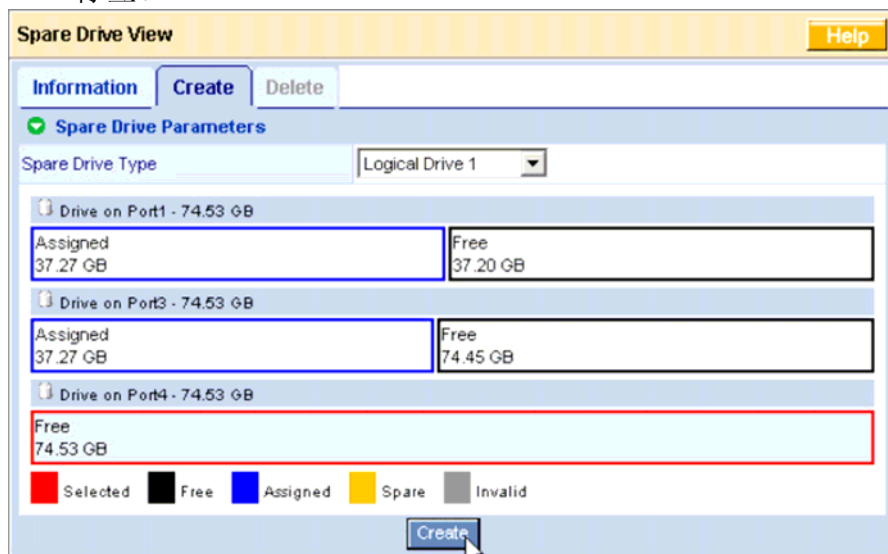 Spare Drive View
Help
Information Create Delete
Spare Drive Parameters
Spare Drive Type Logical Drive 1
Drive on Port1 - 74.53 GB
Assigned Free
37.27 GB 37.20 GB
Drive on Port3 - 74.53 GB
Assigned Free
37.27 GB 74.45 GB
Drive on Port4 - 74.53 GB
Free
74.53 GB
Selected Free Assigned Spare Invalid
Create